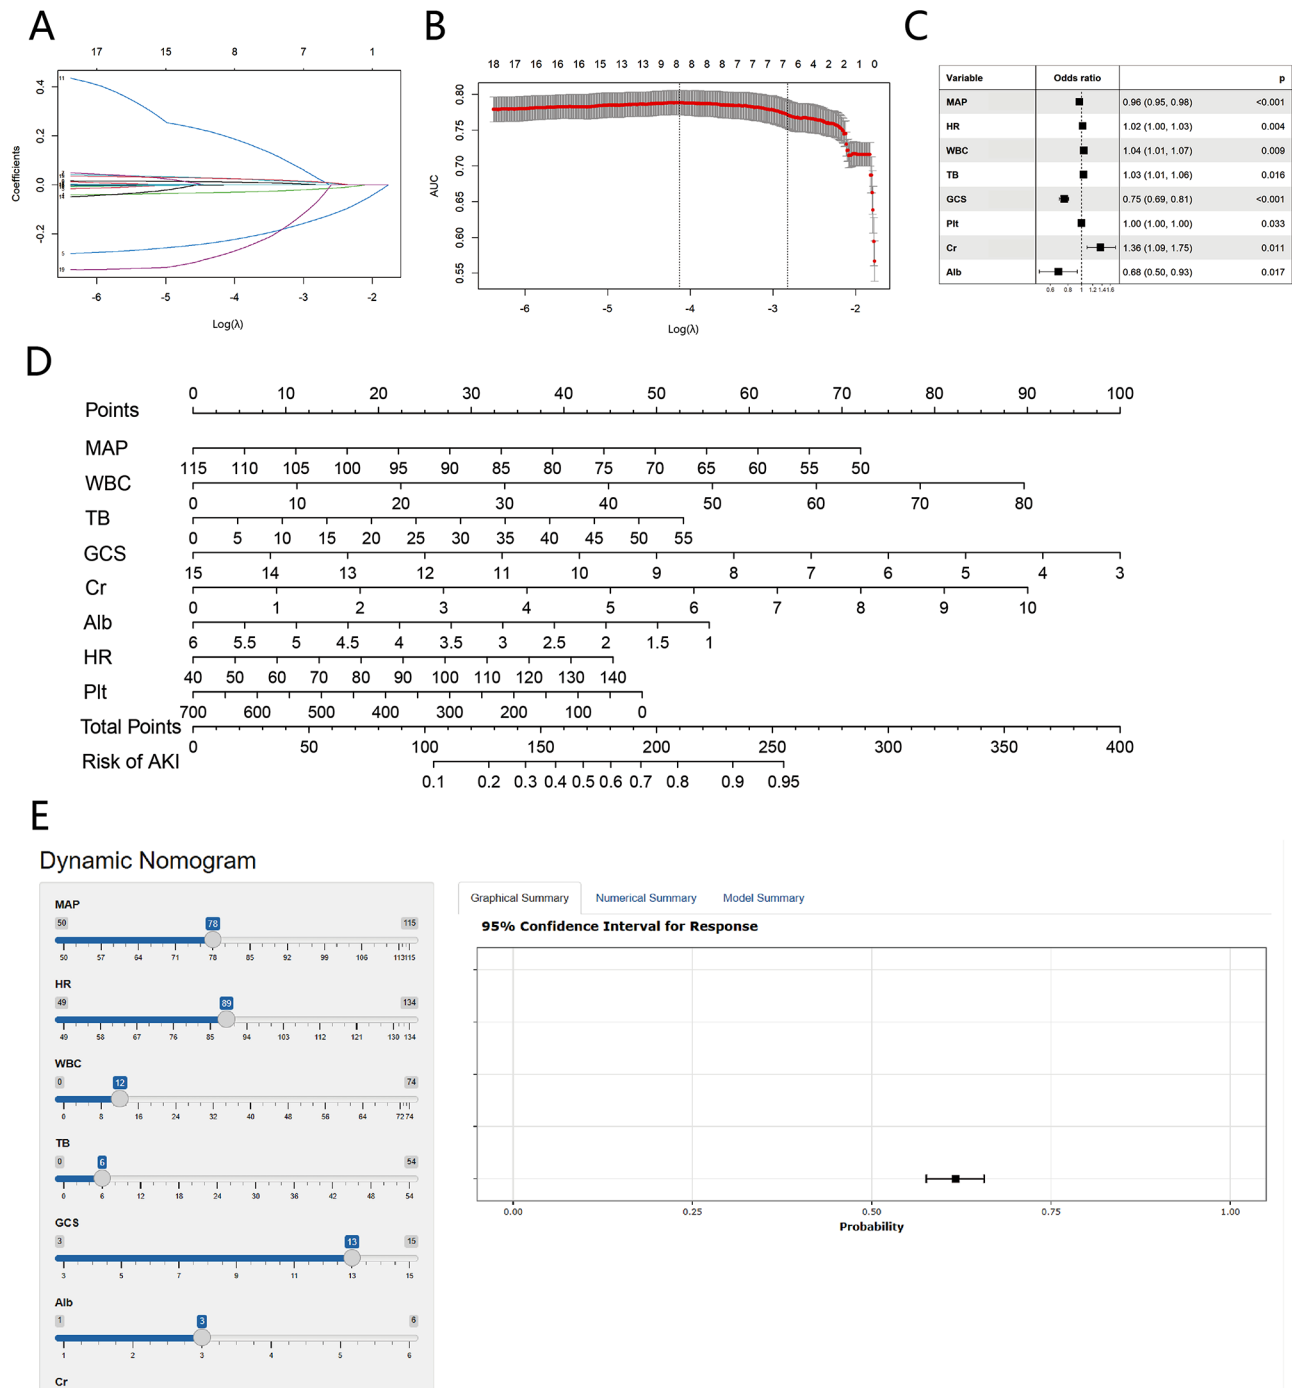 A
17 15 8 7 1
0.4
0.2
0.0
-0.2
Coefficients
11
5
19
14
-6 -5 -4 -3 -2
Log(λ)
B
18 17 16 16 16 15 13 13 9 8 8 8 8 7 7 7 6 4 2 2 1 0
0.80
0.75
0.70
0.65
0.60
0.55
AUC
-6 -5 -4 -3 -2
Log(λ)
C
Variable Odds ratio p
MAP 0.96 (0.95, 0.98) <0.001
HR 1.02 (1.00, 1.03) 0.004
WBC 1.04 (1.01, 1.07) 0.009
TB 1.03 (1.01, 1.06) 0.016
GCS 0.75 (0.69, 0.81) <0.001
Plt 1.00 (1.00, 1.00) 0.033
Cr 1.36 (1.09, 1.75) 0.011
Alb 0.68 (0.50, 0.93) 0.017
0.6 0.8 1 1.2 1.4 1.6
D
0 10 20 30 40 50 60 70 80 90 100
Points
MAP
115 110 105 100 95 90 85 80 75 70 65 60 55 50
WBC
0 10 20 30 40 50 60 70 80
TB
0 5 10 15 20 25 30 35 40 45 50 55
GCS
15 14 13 12 11 10 9 8 7 6 5 4 3
Cr
0 1 2 3 4 5 6 7 8 9 10
Alb
6 5.5 5 4.5 4 3.5 3 2.5 2 1.5 1
HR
40 50 60 70 80 90 100 110 120 130 140
Plt
700 600 500 400 300 200 100 0
Total Points
0 50 100 150 200 250 300 350 400
Risk of AKI
0.1 0.2 0.3 0.4 0.5 0.6 0.7 0.8 0.9 0.95
E
Dynamic Nomogram
MAP
50 78 115
50 57 64 71 78 85 92 99 106 113 115
HR
49 89 134
49 58 67 76 85 94 103 112 121 130 134
WBC
0 12 74
0 8 16 24 32 40 48 56 64 72 74
TB
0 6 54
0 6 12 18 24 30 36 42 48 54
GCS
3 13 15
3 5 7 9 11 13 15
Alb
1 3 6
1 2 3 4 5 6
Cr
Graphical Summary Numerical Summary Model Summary
95% Confidence Interval for Response
0.00 0.25 0.50 0.75 1.00
Probability